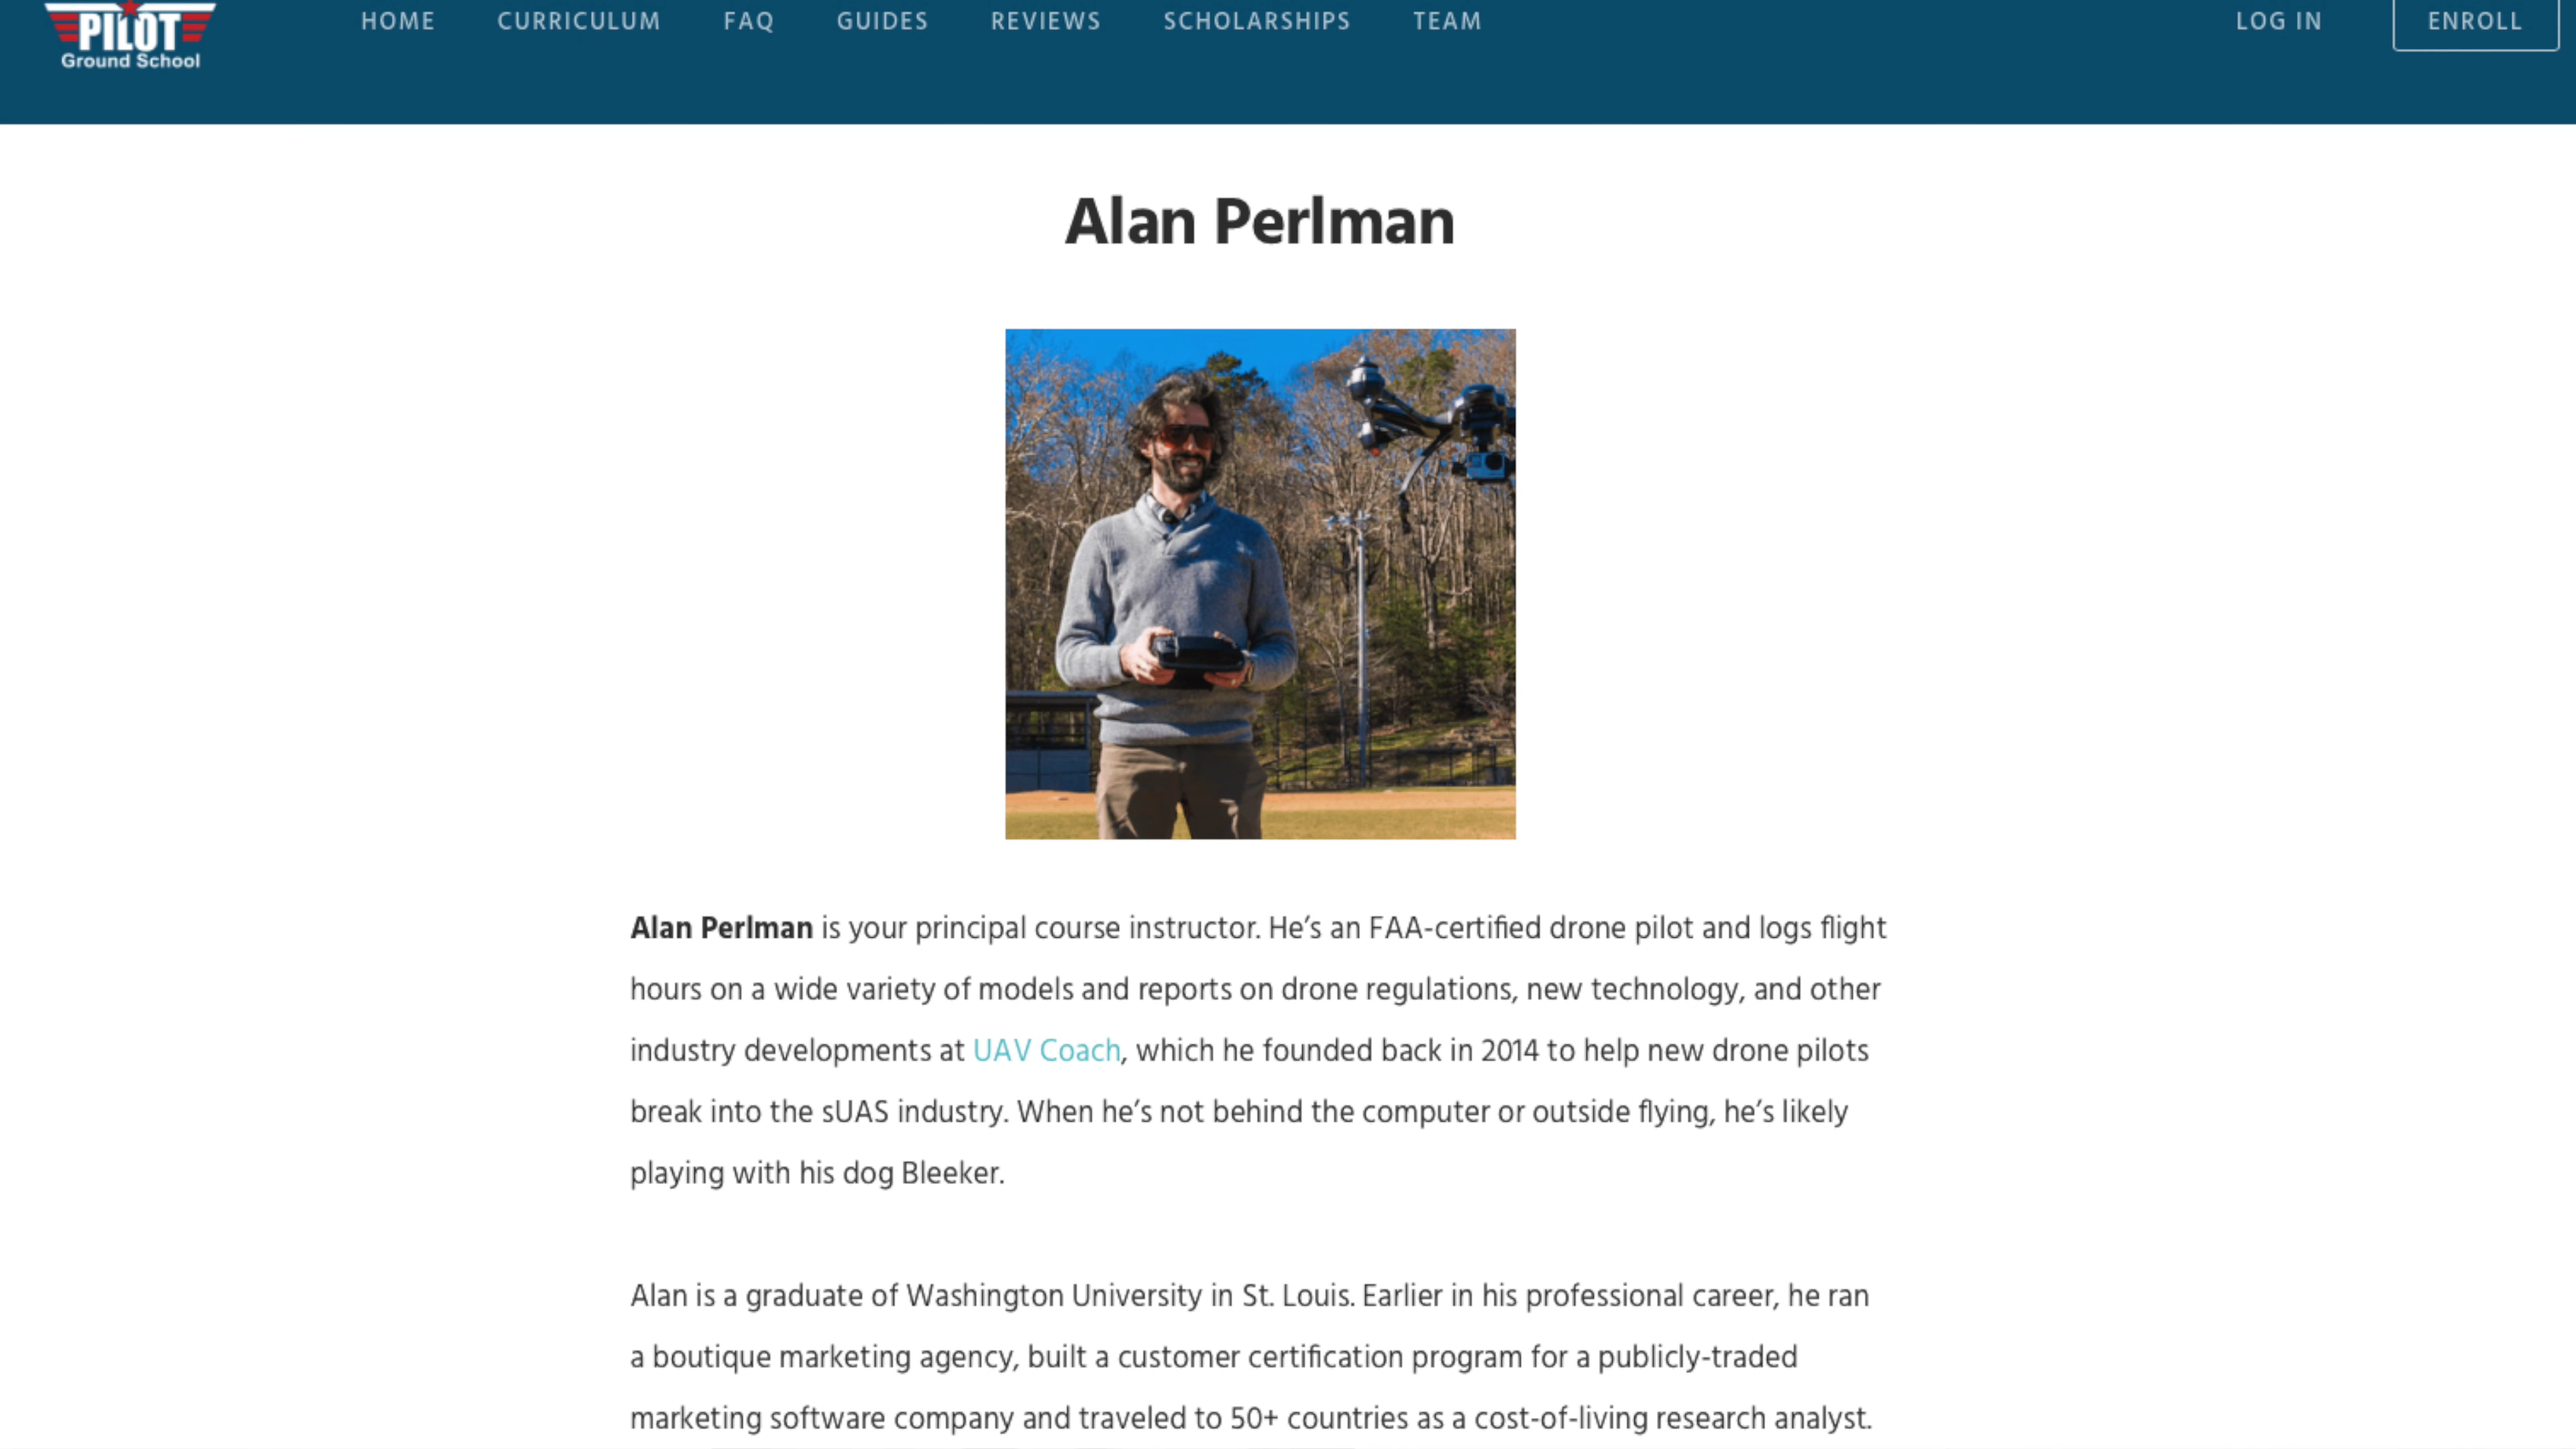 PILOT
Ground School
HOME CURRICULUM FAQ GUIDES REVIEWS SCHOLARSHIPS TEAM LOG IN ENROLL
Alan Perlman
Alan Perlman is your principal course instructor. He’s an FAA-certified drone pilot and logs flight
hours on a wide variety of models and reports on drone regulations, new technology, and other
industry developments at UAV Coach, which he founded back in 2014 to help new drone pilots
break into the sUAS industry. When he’s not behind the computer or outside flying, he’s likely
playing with his dog Bleeker.
Alan is a graduate of Washington University in St. Louis. Earlier in his professional career, he ran
a boutique marketing agency, built a customer certification program for a publicly-traded
marketing software company and traveled to 50+ countries as a cost-of-living research analyst.